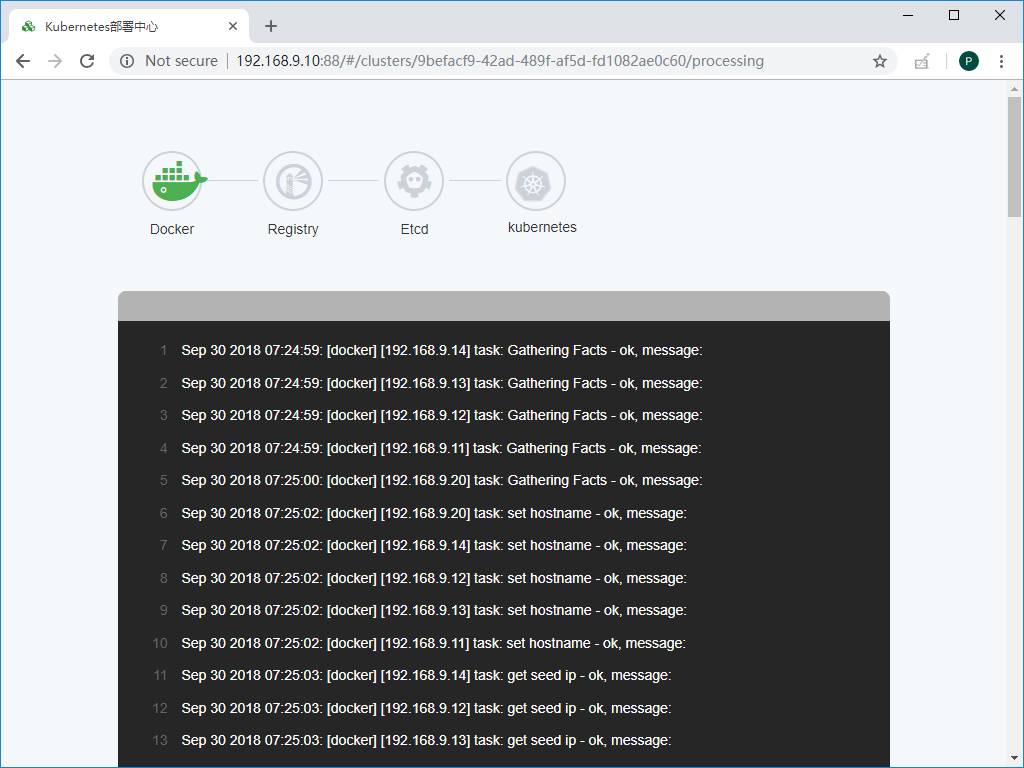 Kubernetes部署中心
Not secure
192.168.9.10:88/#/clusters/9befacf9-42ad-489f-af5d-fd1082ae0c60/processing
P
Docker
Registry
Etcd
kubernetes
1 Sep 30 2018 07:24:59: [docker] [192.168.9.14] task: Gathering Facts - ok, message:
2 Sep 30 2018 07:24:59: [docker] [192.168.9.13] task: Gathering Facts - ok, message:
3 Sep 30 2018 07:24:59: [docker] [192.168.9.12] task: Gathering Facts - ok, message:
4 Sep 30 2018 07:24:59: [docker] [192.168.9.11] task: Gathering Facts - ok, message:
5 Sep 30 2018 07:25:00: [docker] [192.168.9.20] task: Gathering Facts - ok, message:
6 Sep 30 2018 07:25:02: [docker] [192.168.9.20] task: set hostname - ok, message:
7 Sep 30 2018 07:25:02: [docker] [192.168.9.14] task: set hostname - ok, message:
8 Sep 30 2018 07:25:02: [docker] [192.168.9.12] task: set hostname - ok, message:
9 Sep 30 2018 07:25:02: [docker] [192.168.9.13] task: set hostname - ok, message:
10 Sep 30 2018 07:25:02: [docker] [192.168.9.11] task: set hostname - ok, message:
11 Sep 30 2018 07:25:03: [docker] [192.168.9.14] task: get seed ip - ok, message:
12 Sep 30 2018 07:25:03: [docker] [192.168.9.12] task: get seed ip - ok, message:
13 Sep 30 2018 07:25:03: [docker] [192.168.9.13] task: get seed ip - ok, message: